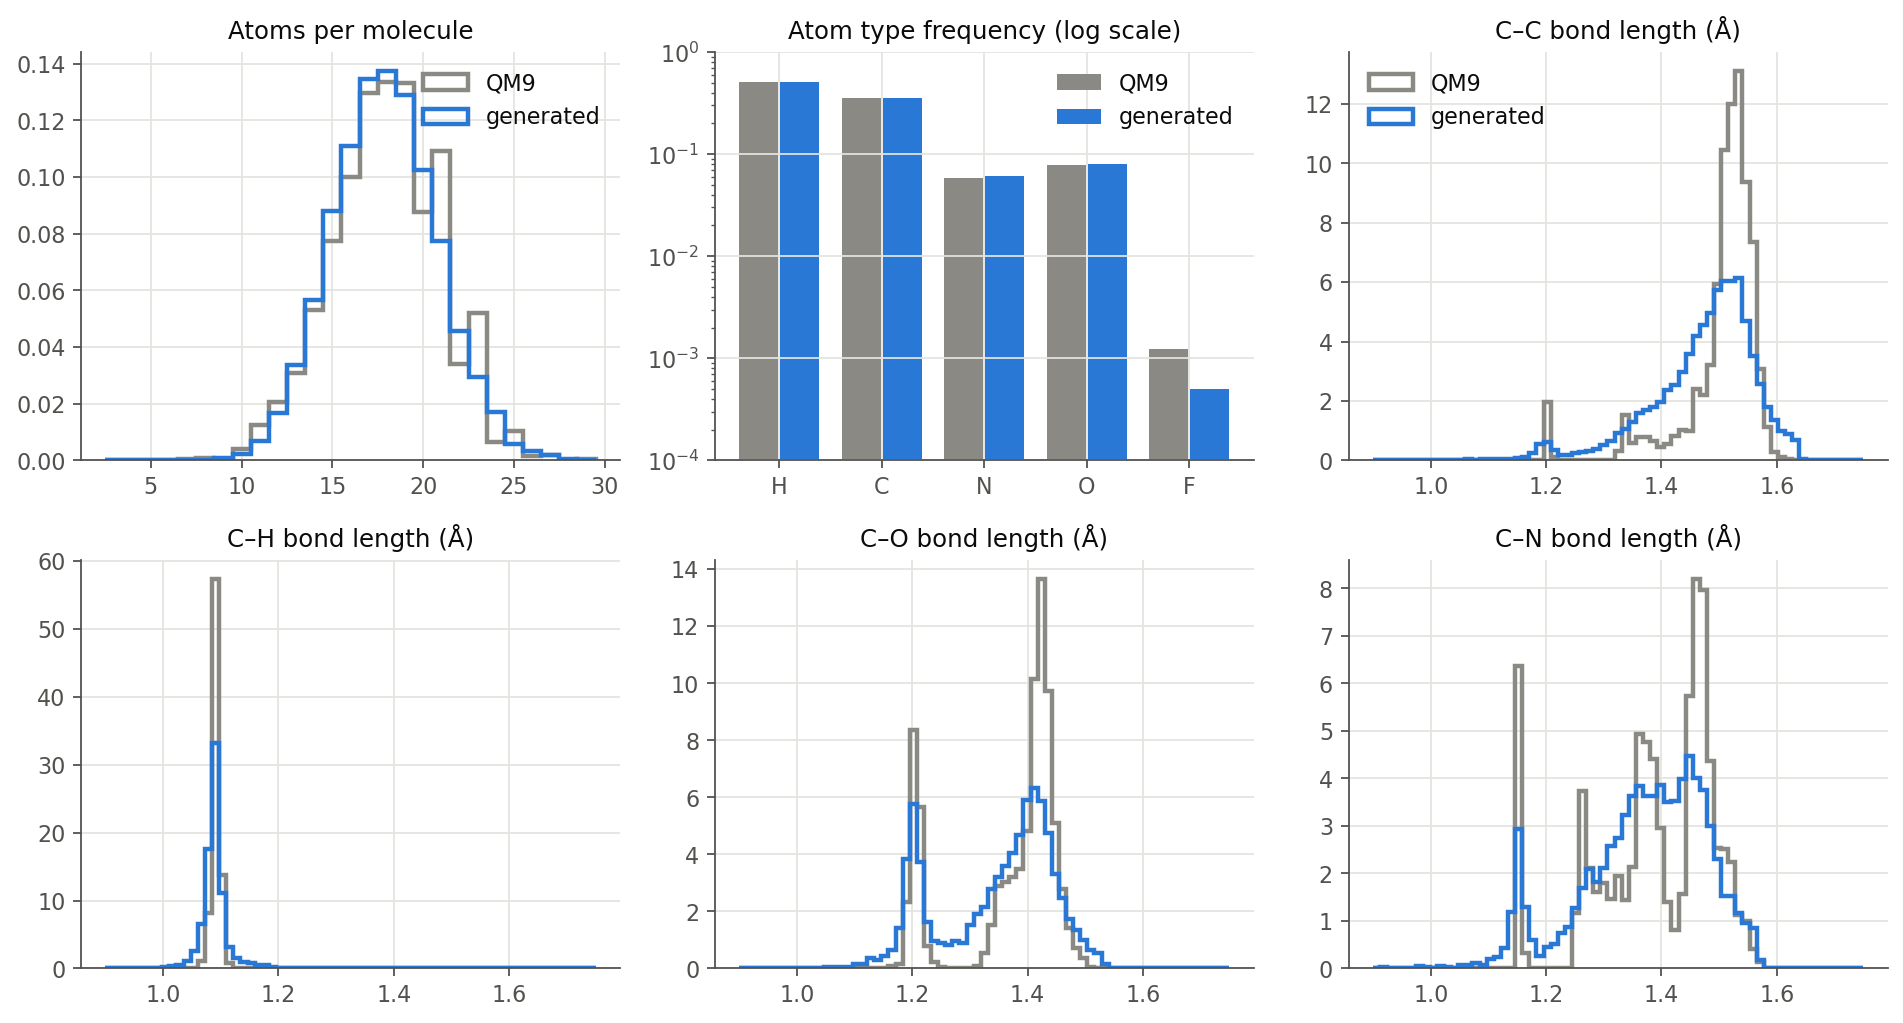 Atoms per molecule
0.14
0.12
0.10
0.08
0.06
0.04
0.02
0.00
5 10 15 20 25 30
QM9
generated
Atom type frequency (log scale)
10⁰
10⁻¹
10⁻²
10⁻³
10⁻⁴
H C N O F
QM9
generated
C–C bond length (Å)
12
10
8
6
4
2
0
1.0 1.2 1.4 1.6
QM9
generated
C–H bond length (Å)
60
50
40
30
20
10
0
1.0 1.2 1.4 1.6
C–O bond length (Å)
14
12
10
8
6
4
2
0
1.0 1.2 1.4 1.6
C–N bond length (Å)
8
7
6
5
4
3
2
1
0
1.0 1.2 1.4 1.6